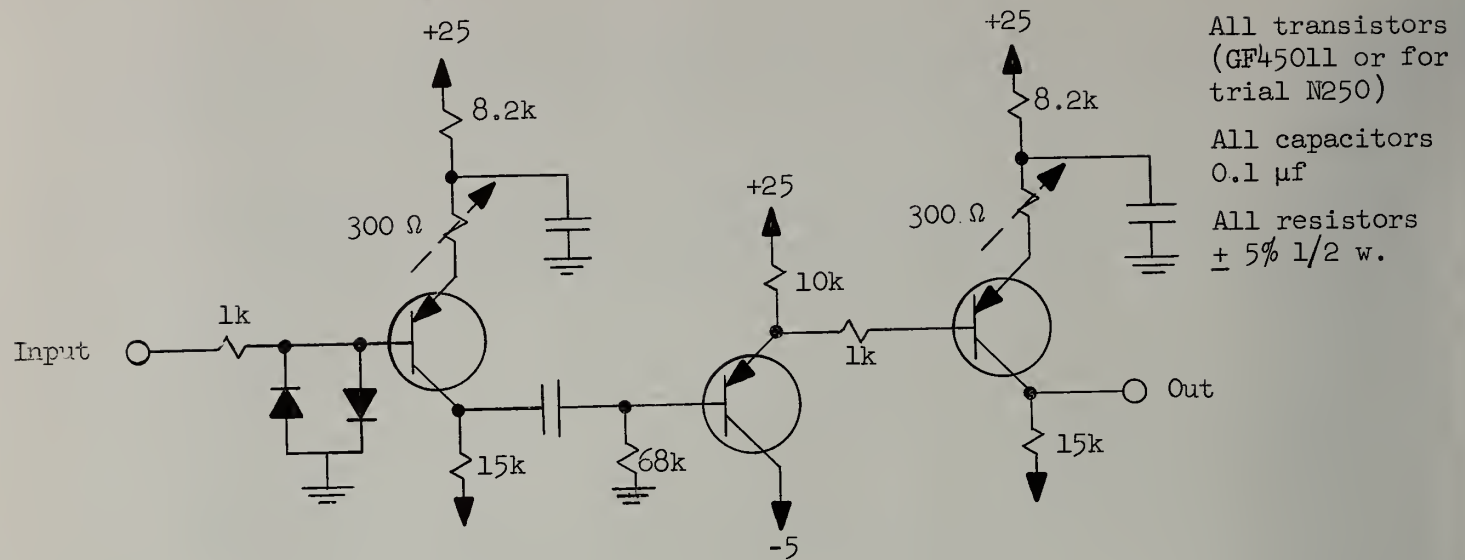 +25
8.2k
300 Ω
1k
Input
15k
68k
+25
10k
1k
-5
+25
8.2k
300 Ω
Out
15k
All transistors
(GF45011 or for
trial N250)
All capacitors
0.1 µf
All resistors
± 5% 1/2 w.